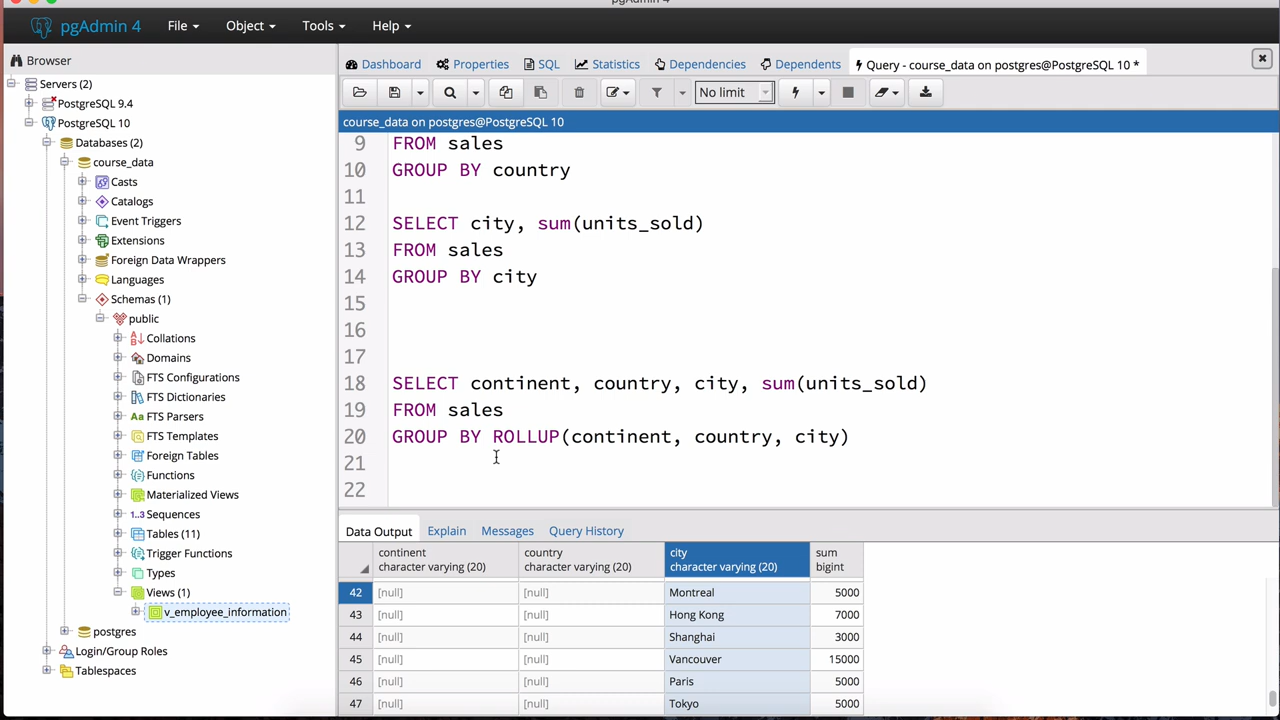 pgAdmin 4
pgAdmin 4 File Object Tools Help
Browser
Servers (2)
PostgreSQL 9.4
PostgreSQL 10
Databases (2)
course_data
Casts
Catalogs
Event Triggers
Extensions
Foreign Data Wrappers
Languages
Schemas (1)
public
Collations
Domains
FTS Configurations
FTS Dictionaries
Aa FTS Parsers
FTS Templates
Foreign Tables
Functions
Materialized Views
1..3 Sequences
Tables (11)
Trigger Functions
Types
Views (1)
v_employee_information
postgres
Login/Group Roles
Tablespaces
Dashboard Properties SQL Statistics Dependencies Dependents Query - course_data on postgres@PostgreSQL 10 *
No limit
course_data on postgres@PostgreSQL 10
9 FROM sales
10 GROUP BY country
11
12 SELECT city, sum(units_sold)
13 FROM sales
14 GROUP BY city
15
16
17
18 SELECT continent, country, city, sum(units_sold)
19 FROM sales
20 GROUP BY ROLLUP(continent, country, city)
21
22
Data Output Explain Messages Query History
continent country city sum
character varying (20) character varying (20) character varying (20) bigint
42 [null] [null] Montreal 5000
43 [null] [null] Hong Kong 7000
44 [null] [null] Shanghai 3000
45 [null] [null] Vancouver 15000
46 [null] [null] Paris 5000
47 [null] [null] Tokyo 5000